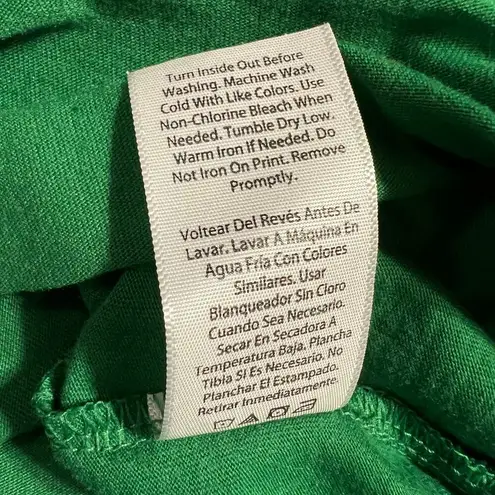 Turn Inside Out Before
Washing. Machine Wash
Cold With Like Colors. Use
Non-Chlorine Bleach When
Needed. Tumble Dry Low.
Warm Iron If Needed. Do
Not Iron On Print. Remove
Promptly.
Voltear Del Revés Antes De
Lavar. Lavar A Máquina En
Agua Fría Con Colores
Similares. Usar
Blanqueador Sin Cloro
Cuando Sea Necesario.
Secar En Secadora A
Temperatura Baja. Plancha
Tibia Si Es Necesario. No
Planchar El Estampado.
Retirar Inmediatamente.